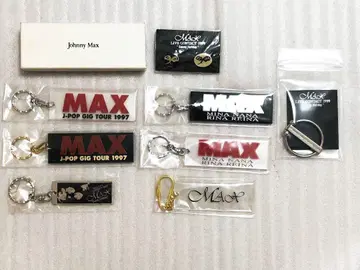 Johnny Max
MAX
LIVE CONTACT 1999
MAX
LIVE CONTACT 1999
MAX
J-POP GIG TOUR 1997
MAX
MINA NANA
RINA REINA
MAX
J-POP GIG TOUR 1997
MAX
MINA NANA
RINA REINA
MAX